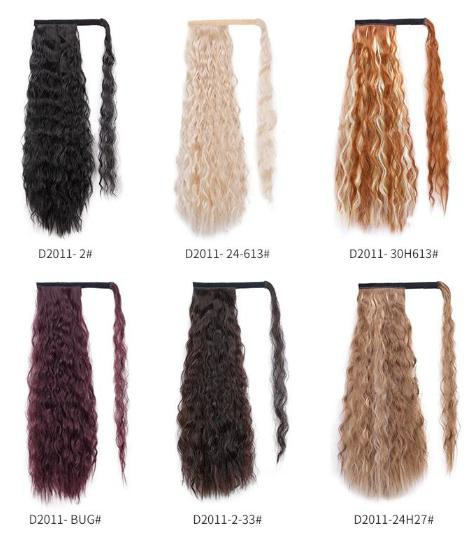 D2011- 2#
D2011- 24-613#
D2011- 30H613#
D2011- BUG#
D2011-2-33#
D2011-24H27#